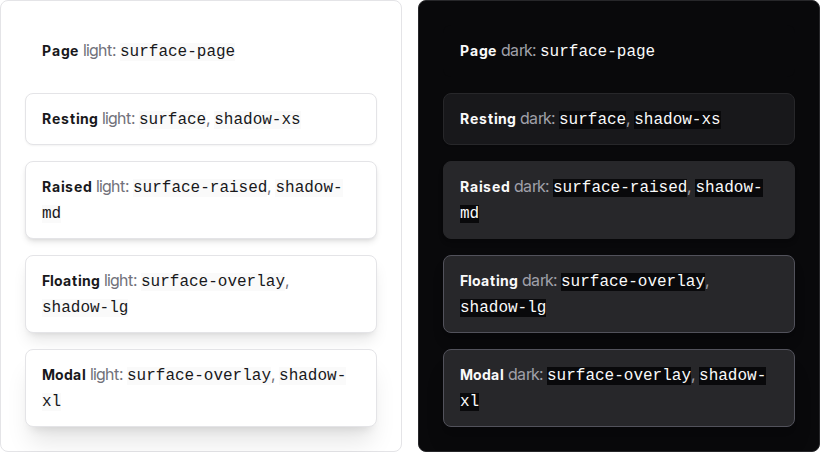 Page light: surface-page
Resting light: surface, shadow-xs
Raised light: surface-raised, shadow-
md
Floating light: surface-overlay,
shadow-lg
Modal light: surface-overlay, shadow-
xl
Page dark: surface-page
Resting dark: surface, shadow-xs
Raised dark: surface-raised, shadow-
md
Floating dark: surface-overlay,
shadow-lg
Modal dark: surface-overlay, shadow-
xl